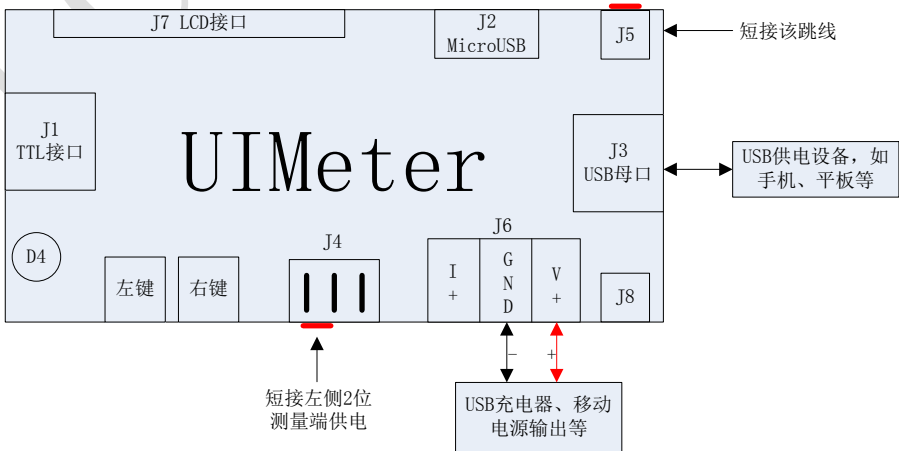 J7 LCD接口
J2
MicroUSB
J5
短接该跳线
J1
TTL接口
UIMeter
J3
USB母口
USB供电设备，如
手机、平板等
D4
左键
右键
J4
J6
I
+
G
N
D
V
+
J8
-
+
短接左侧2位
测量端供电
USB充电器、移动
电源输出等